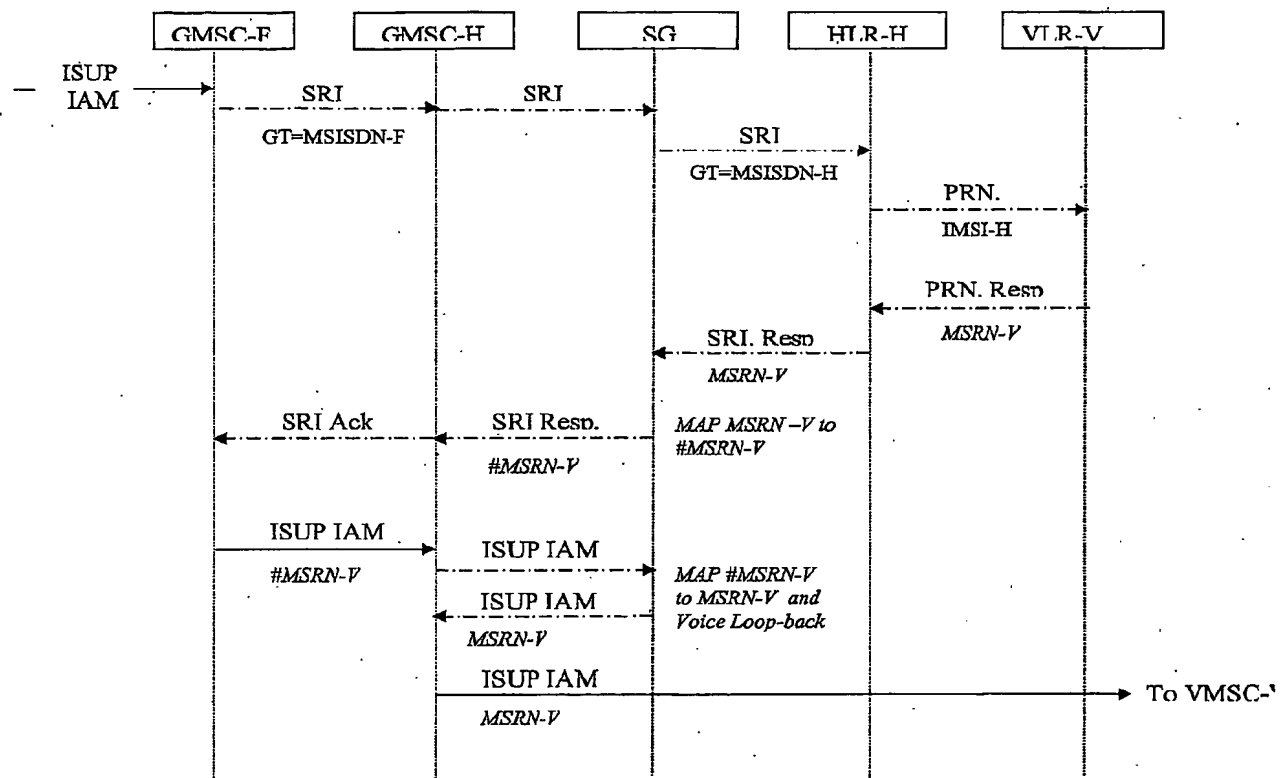 GMSC-F
GMSC-H
SG
HLR-H
VLR-V
ISUP
IAM
SRI
SRI
GT=MSISDN-F
SRI
GT=MSISDN-H
PRN.
IMSI-H
PRN. Resp
MSRN-V
SRI. Resp
MSRN-V
SRI Ack
SRI Resp.
MAP MSRN–V to
#MSRN-V
#MSRN-V
ISUP IAM
#MSRN-V
ISUP IAM
MAP #MSRN-V
to MSRN-V and
Voice Loop-back
ISUP IAM
MSRN-V
ISUP IAM
MSRN-V
To VMSC-